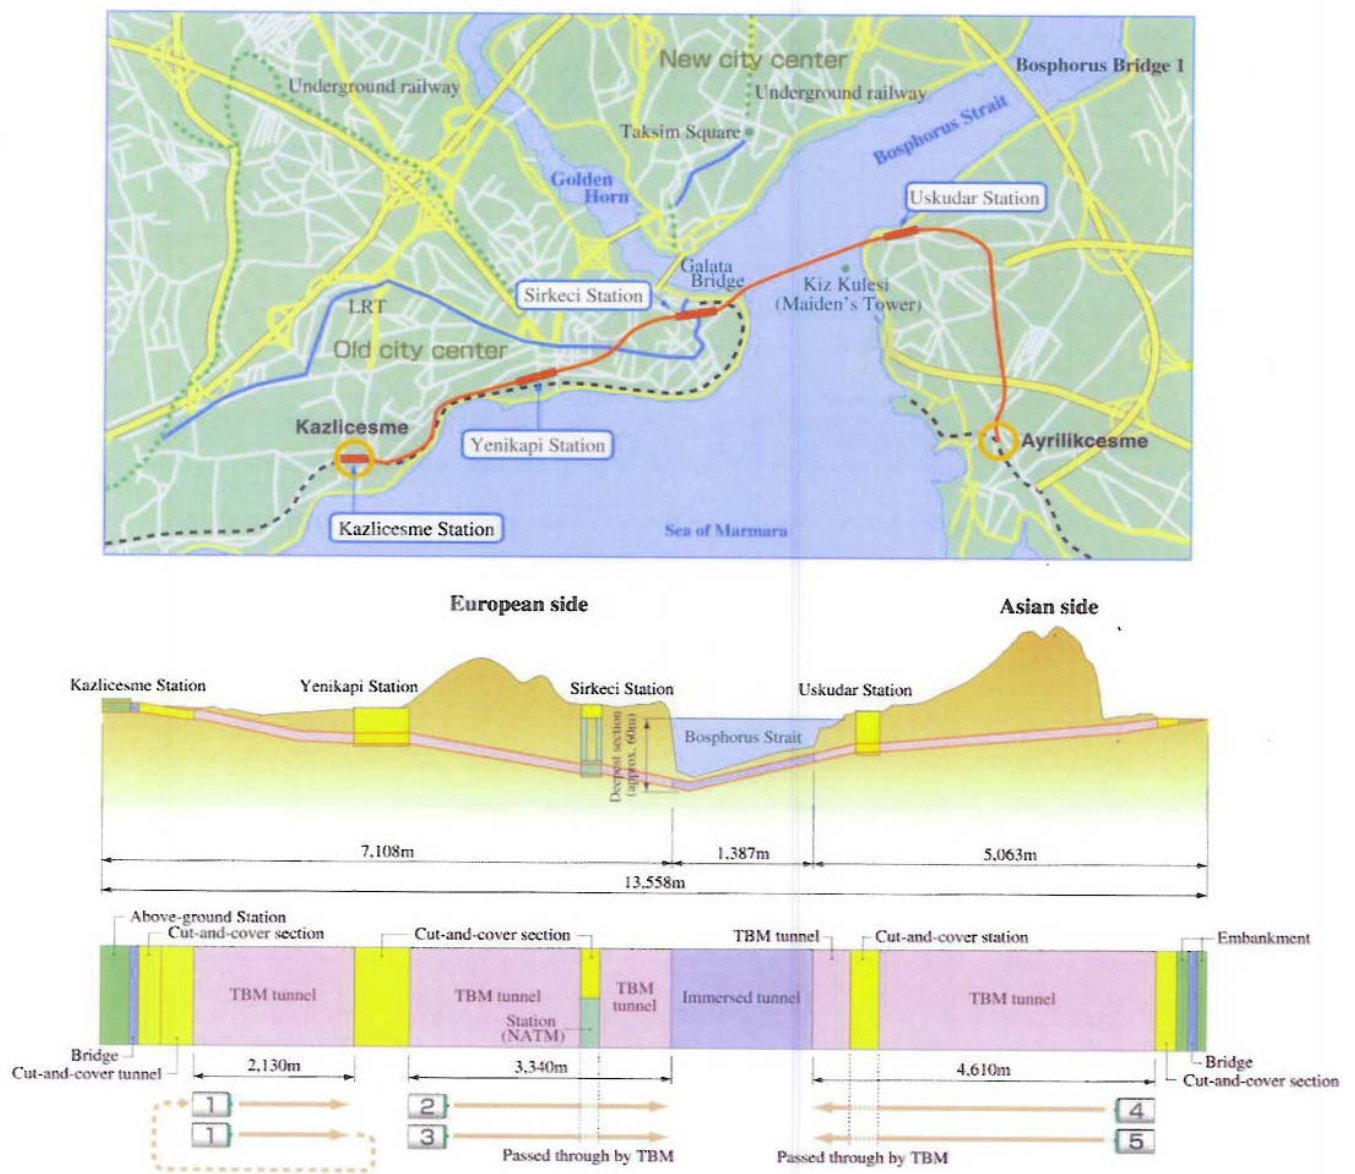 New city center
Underground railway
Underground railway
Bosphorus Bridge 1
Taksim Square
Bosphorus Strait
Golden
Horn
Uskudar Station
Galata
Bridge
Sirkeci Station
Kiz Kulesi
(Maiden's Tower)
LRT
Old city center
Kazlicesme
Yenikapi Station
Ayrilikcesme
Kazlicesme Station
Sea of Marmara
European side
Asian side
Kazlicesme Station
Yenikapi Station
Sirkeci Station
Uskudar Station
Deepest section
(approx. 60m)
Bosphorus Strait
7,108m
1,387m
5,063m
13,558m
Above-ground Station
Cut-and-cover section
Cut-and-cover section
TBM tunnel
Cut-and-cover station
Embankment
TBM tunnel
TBM tunnel
TBM
tunnel
Immersed tunnel
TBM tunnel
Station
(NATM)
Bridge
Cut-and-cover tunnel
2,130m
3,340m
4,610m
Bridge
Cut-and-cover section
1
2
4
1
3
5
Passed through by TBM
Passed through by TBM